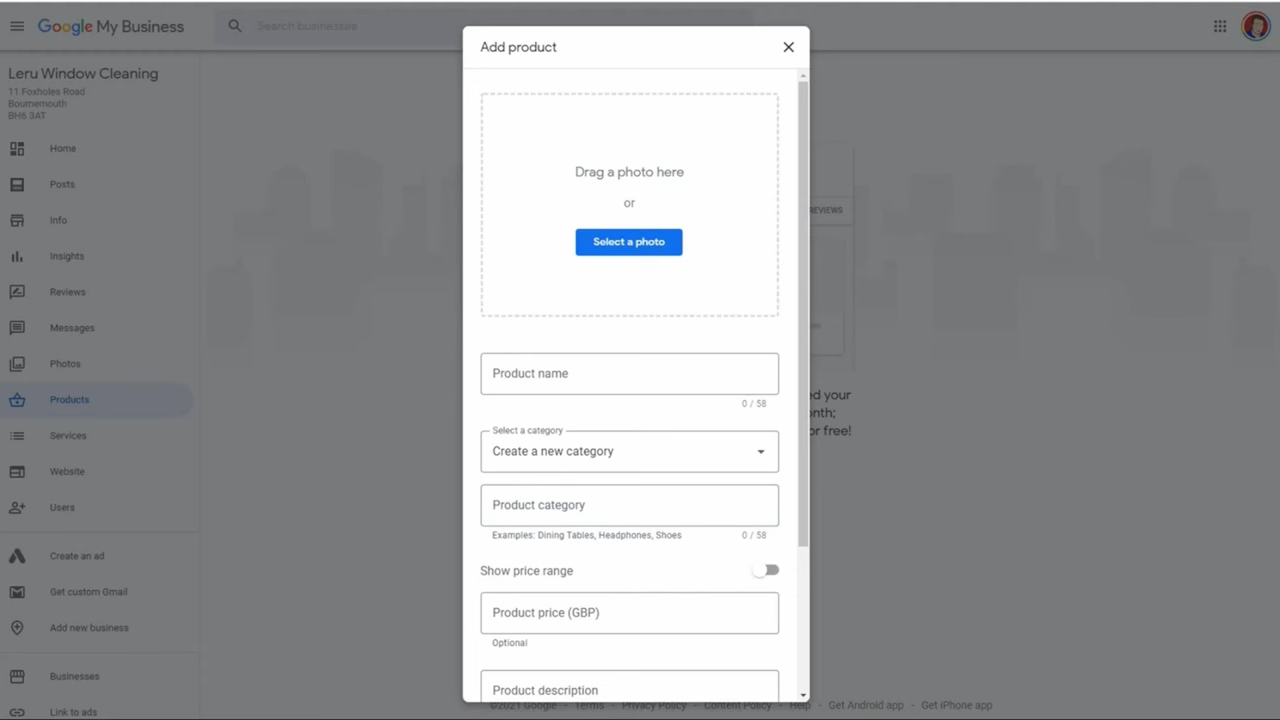 Google My Business
Search businesses
Leru Window Cleaning
11 Foxholes Road
Bournemouth
BH6 3AT
Home
Posts
Info
Insights
Reviews
Messages
Photos
Products
Services
Website
Users
Create an ad
Get custom Gmail
Add new business
Businesses
Link to ads
Add product
Drag a photo here
or
Select a photo
Product name
0 / 58
Select a category
Create a new category
Product category
Examples: Dining Tables, Headphones, Shoes
0 / 58
Show price range
Product price (GBP)
Optional
Product description
REVIEWS
your
or free!
©2021 Google - Terms - Privacy Policy - Content Policy - Help - Get Android app - Get iPhone app